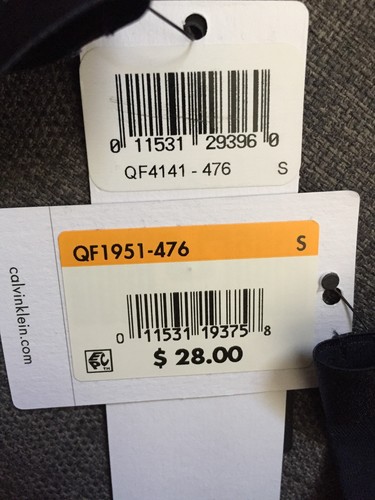 0 11531 29396 0
QF4141 - 476 S
QF1951-476 S
calvinklein.com
0 11531 19375 8
$ 28.00